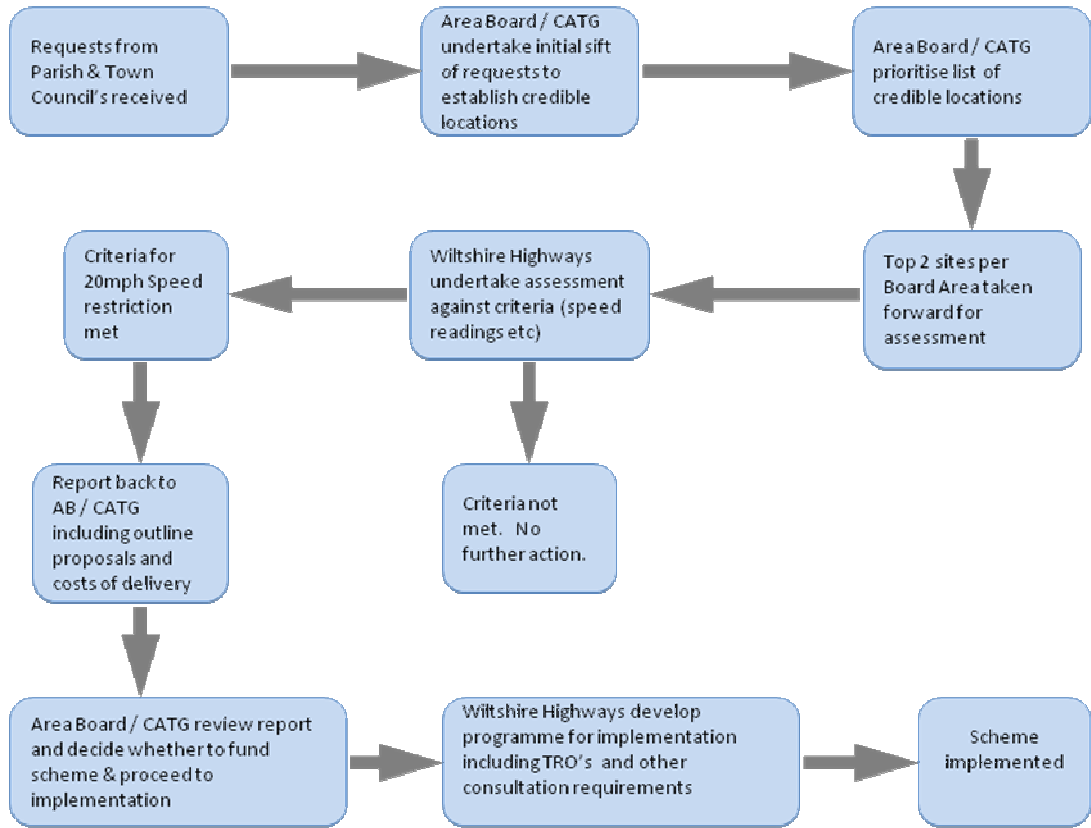 Requests from
Parish & Town
Council's received
Area Board / CATG
undertake initial sift
of requests to
establish credible
locations
Area Board / CATG
prioritise list of
credible locations
Top 2 sites per
Board Area taken
forward for
assessment
Wiltshire Highways
undertake assessment
against criteria (speed
readings etc)
Criteria for
20mph Speed
restriction
met
Criteria not
met. No
further action.
Report back to
AB / CATG
including outline
proposals and
costs of delivery
Area Board / CATG review report
and decide whether to fund
scheme & proceed to
implementation
Wiltshire Highways develop
programme for implementation
including TRO's and other
consultation requirements
Scheme
implemented